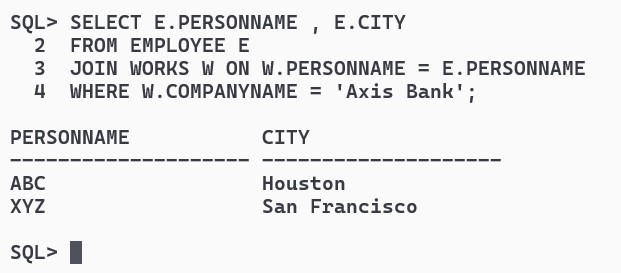 SQL> SELECT E.PERSONNAME , E.CITY
  2  FROM EMPLOYEE E
  3  JOIN WORKS W ON W.PERSONNAME = E.PERSONNAME
  4  WHERE W.COMPANYNAME = 'Axis Bank';

PERSONNAME           CITY
-------------------- --------------------
ABC                  Houston
XYZ                  San Francisco

SQL>